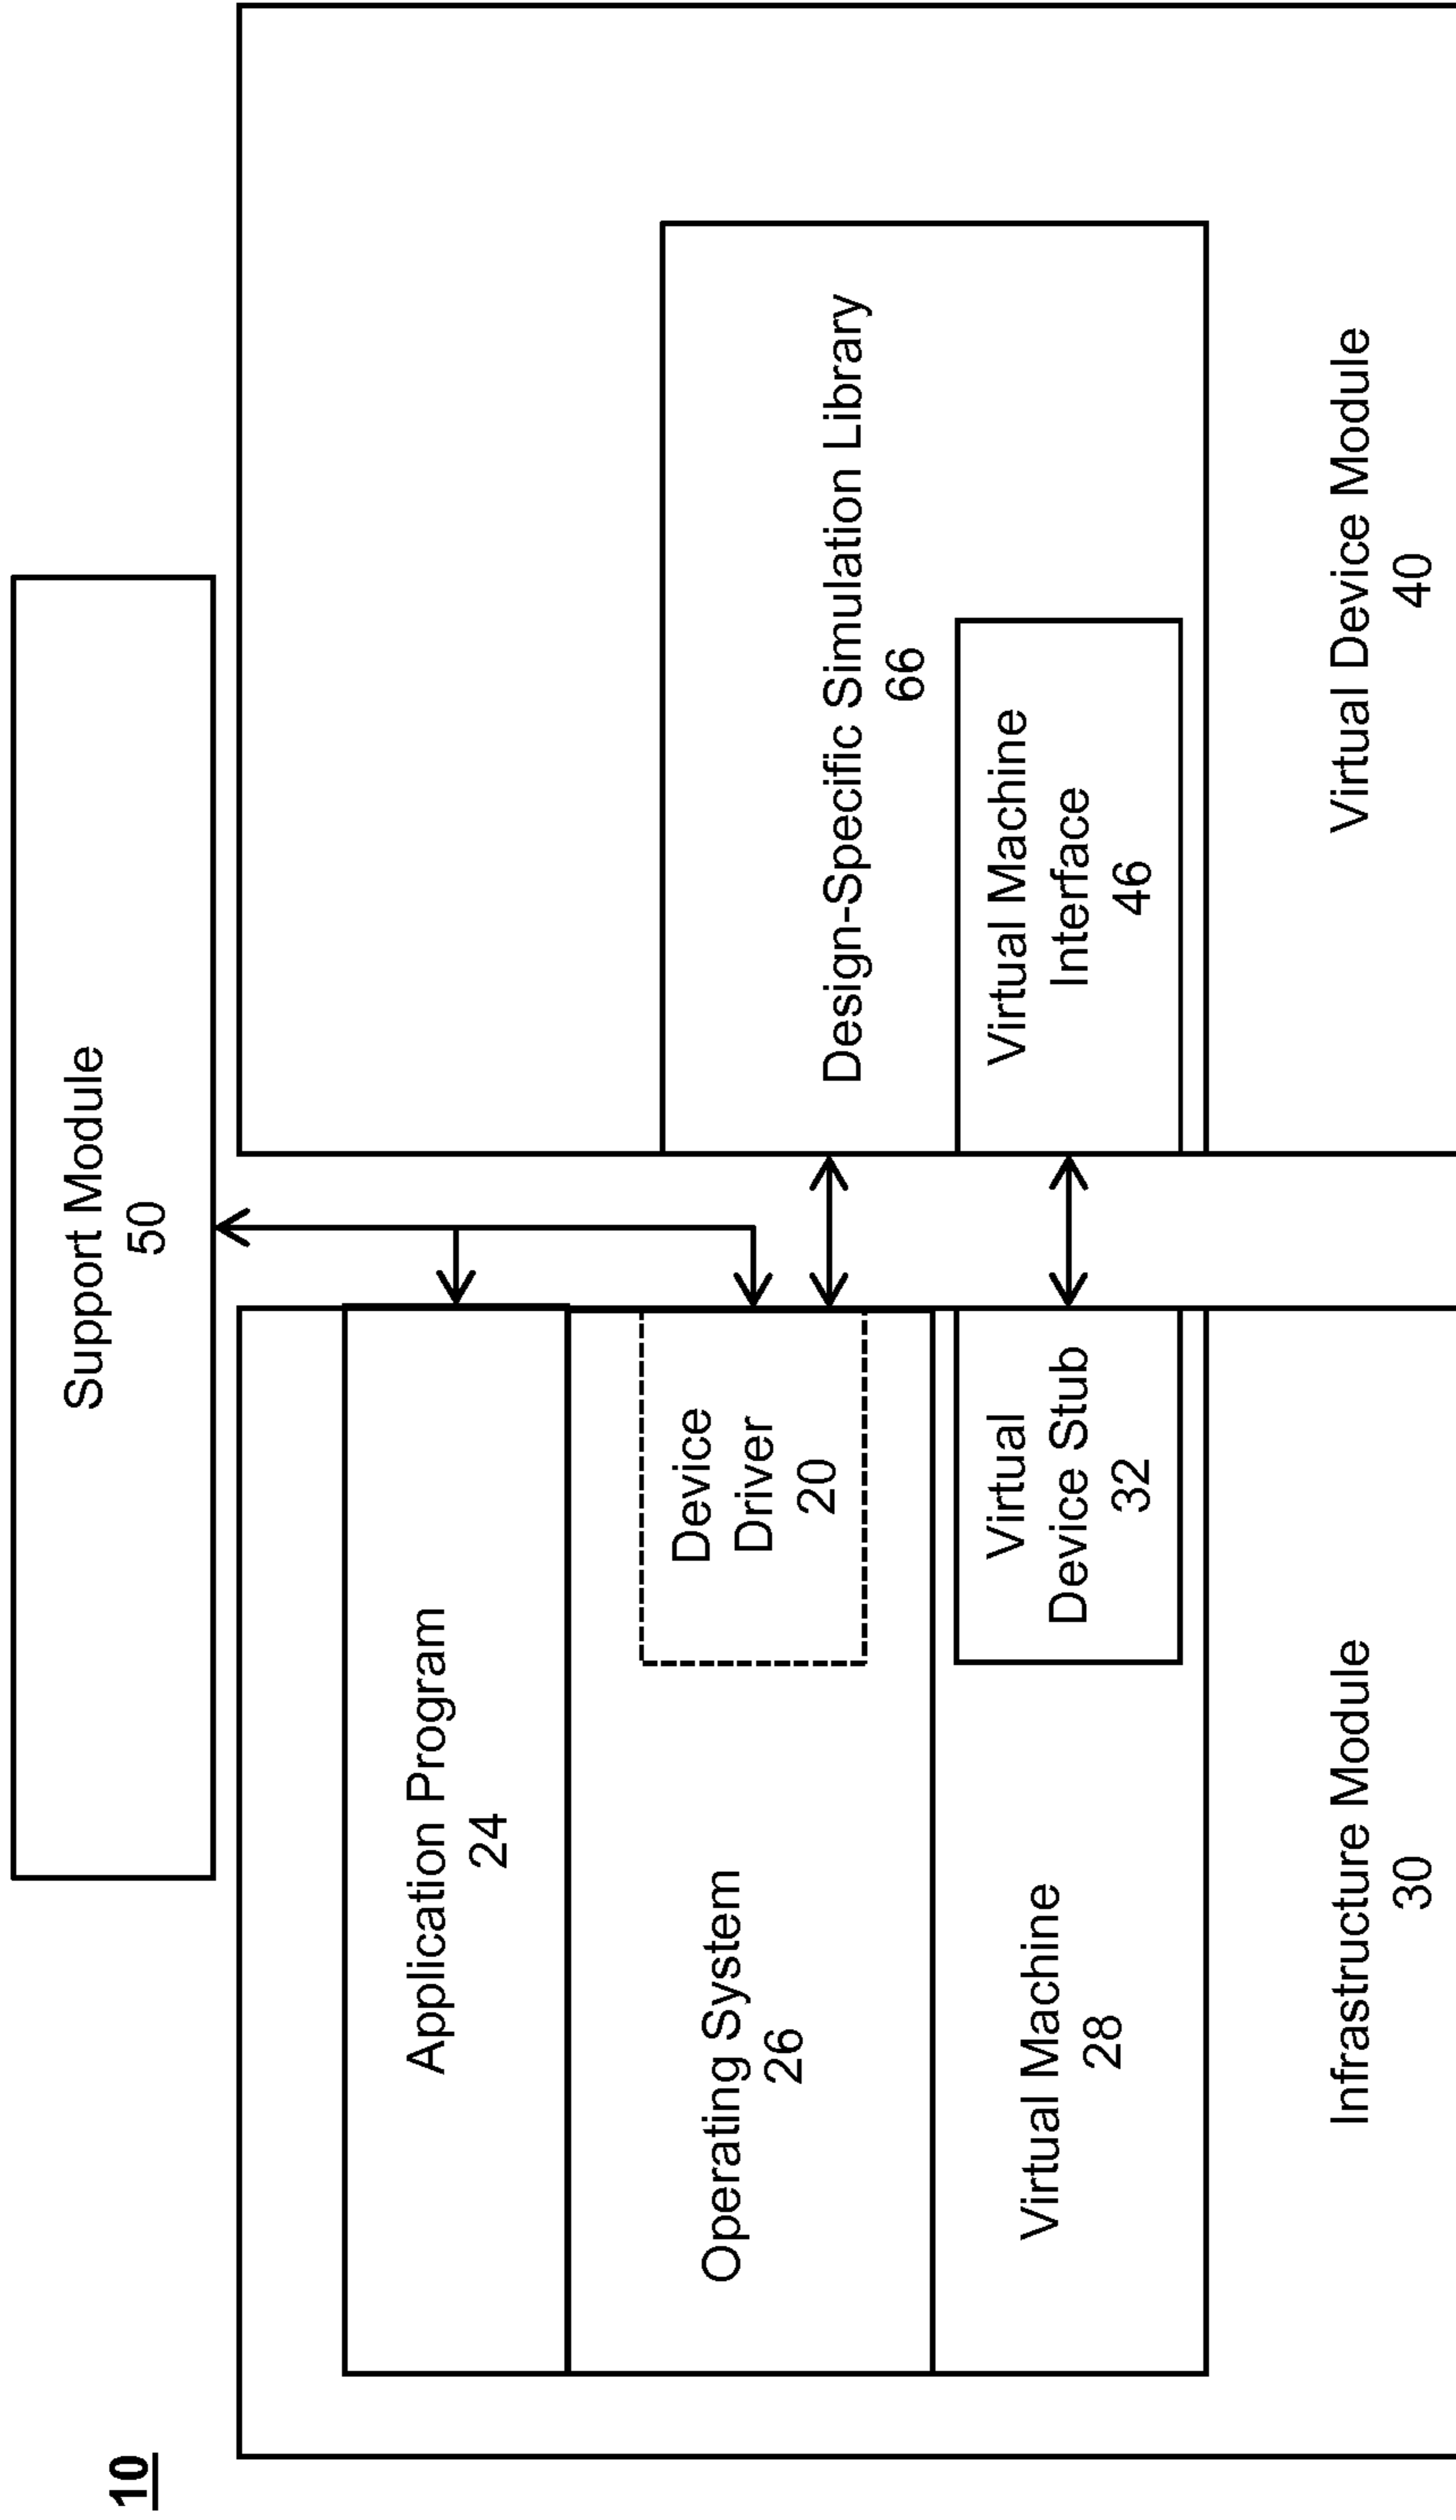 10
Support Module
50
Application Program
24
Operating System
26
Device
Driver
20
Virtual Machine
28
Virtual
Device Stub
32
Infrastructure Module
30
Design-Specific Simulation Library
66
Virtual Machine
Interface
46
Virtual Device Module
40